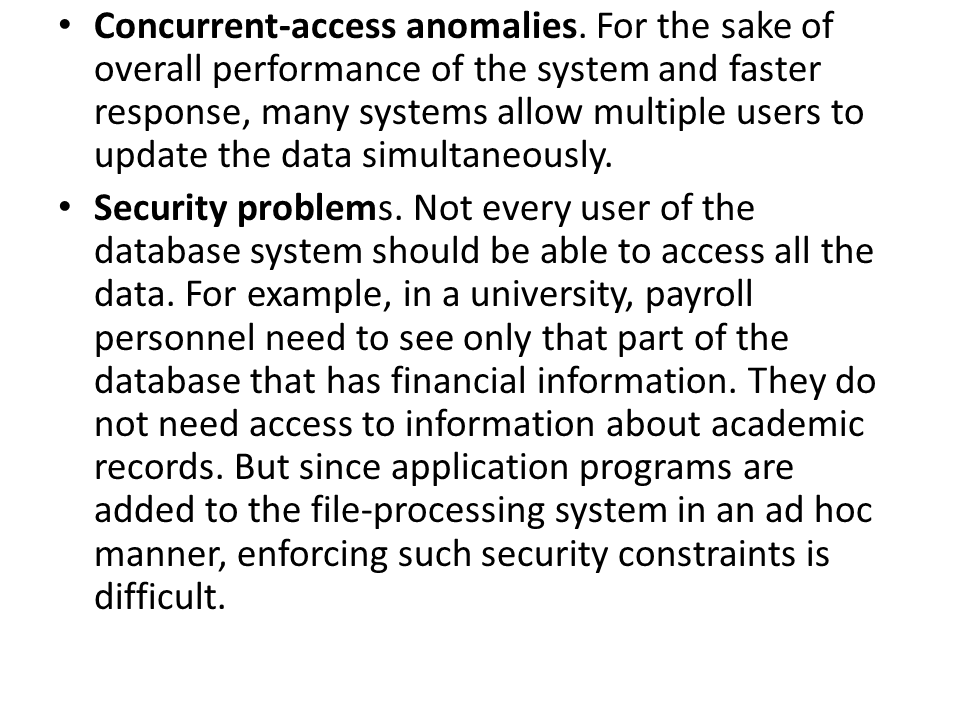 • Concurrent-access anomalies. For the sake of
overall performance of the system and faster
response, many systems allow multiple users to
update the data simultaneously.
• Security problems. Not every user of the
database system should be able to access all the
data. For example, in a university, payroll
personnel need to see only that part of the
database that has financial information. They do
not need access to information about academic
records. But since application programs are
added to the file-processing system in an ad hoc
manner, enforcing such security constraints is
difficult.